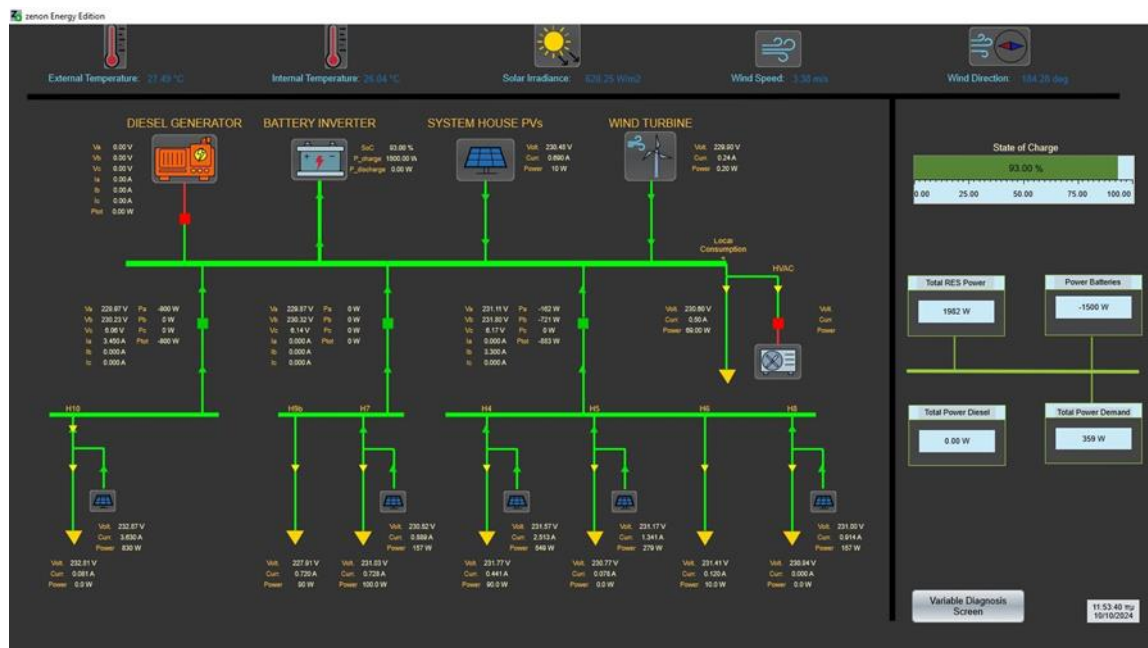 zenon Energy Edition
External Temperature: 27.49 °C
Internal Temperature: 26.04 °C
Solar Irradiance: 628.25 W/m2
Wind Speed: 3.38 m/s
Wind Direction: 184.28 deg
DIESEL GENERATOR
BATTERY INVERTER
SYSTEM HOUSE PVs
WIND TURBINE
Va 0.00 V
Vb 0.00 V
Vc 0.00 V
Ia 0.00 A
Ib 0.00 A
Ic 0.00 A
Ptot 0.00 W
SoC 93.00 %
P_charge 1500.00 W
P_discharge 0.00 W
Volt. 230.40 V
Curr. 0.690 A
Power 10 W
Volt. 229.90 V
Curr. 0.24 A
Power 0.20 W
Local
Consumption
HVAC
Va 229.97 V Pa -800 W
Vb 230.23 V Pb 0 W
Vc 6.06 V Pc 0 W
Ia 3.450 A Ptot -800 W
Ib 0.000 A
Ic 0.000 A
Va 229.57 V Pa 0 W
Vb 230.32 V Pb 0 W
Vc 6.14 V Pc 0 W
Ia 0.000 A Ptot 0 W
Ib 0.000 A
Ic 0.000 A
Va 231.11 V Pa -162 W
Vb 231.80 V Pb -721 W
Vc 6.17 V Pc 0 W
Ia 0.000 A Ptot -883 W
Ib 3.300 A
Ic 0.000 A
Volt. 230.60 V
Curr. 0.50 A
Power 69.00 W
Volt.
Curr.
Power
H10
H9b
H7
H4
H5
H6
H8
Volt. 232.87 V
Curr. 3.630 A
Power 830 W
Volt. 230.52 V
Curr. 0.889 A
Power 157 W
Volt. 231.57 V
Curr. 2.513 A
Power 549 W
Volt. 231.17 V
Curr. 1.341 A
Power 279 W
Volt. 231.00 V
Curr. 0.914 A
Power 157 W
Volt. 232.81 V
Curr. 0.081 A
Power 0.0 W
Volt. 227.91 V
Curr. 0.720 A
Power 90 W
Volt. 231.03 V
Curr. 0.728 A
Power 100.0 W
Volt. 231.77 V
Curr. 0.441 A
Power 90.0 W
Volt. 230.77 V
Curr. 0.076 A
Power 0.0 W
Volt. 231.41 V
Curr. 0.120 A
Power 10.0 W
Volt. 230.84 V
Curr. 0.000 A
Power 0.0 W
State of Charge
93.00 %
0.00 25.00 50.00 75.00 100.00
Total RES Power
1982 W
Power Batteries
-1500 W
Total Power Diesel
0.00 W
Total Power Demand
359 W
Variable Diagnosis
Screen
11:53:40 πμ
10/10/2024